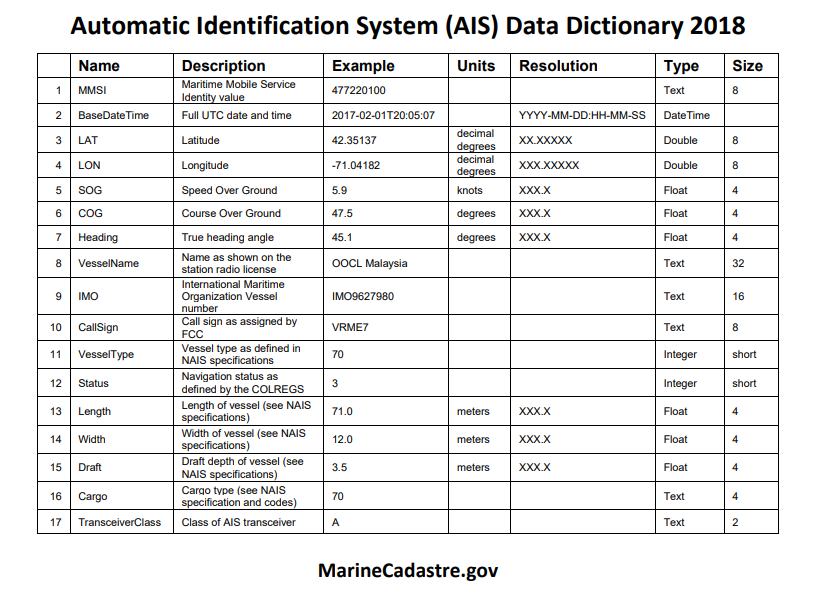 Automatic Identification System (AIS) Data Dictionary 2018
Name Description Example Units Resolution Type Size
1 MMSI Maritime Mobile Service Identity value 477220100 Text 8
2 BaseDateTime Full UTC date and time 2017-02-01T20:05:07 YYYY-MM-DD:HH-MM-SS DateTime
3 LAT Latitude 42.35137 decimal degrees XX.XXXXX Double 8
4 LON Longitude -71.04182 decimal degrees XXX.XXXXX Double 8
5 SOG Speed Over Ground 5.9 knots XXX.X Float 4
6 COG Course Over Ground 47.5 degrees XXX.X Float 4
7 Heading True heading angle 45.1 degrees XXX.X Float 4
8 VesselName Name as shown on the station radio license OOCL Malaysia Text 32
9 IMO International Maritime Organization Vessel number IMO9627980 Text 16
10 CallSign Call sign as assigned by FCC VRME7 Text 8
11 VesselType Vessel type as defined in NAIS specifications 70 Integer short
12 Status Navigation status as defined by the COLREGS 3 Integer short
13 Length Length of vessel (see NAIS specifications) 71.0 meters XXX.X Float 4
14 Width Width of vessel (see NAIS specifications) 12.0 meters XXX.X Float 4
15 Draft Draft depth of vessel (see NAIS specifications) 3.5 meters XXX.X Float 4
16 Cargo Cargo type (see NAIS specification and codes) 70 Text 4
17 TransceiverClass Class of AIS transceiver A Text 2
MarineCadastre.gov